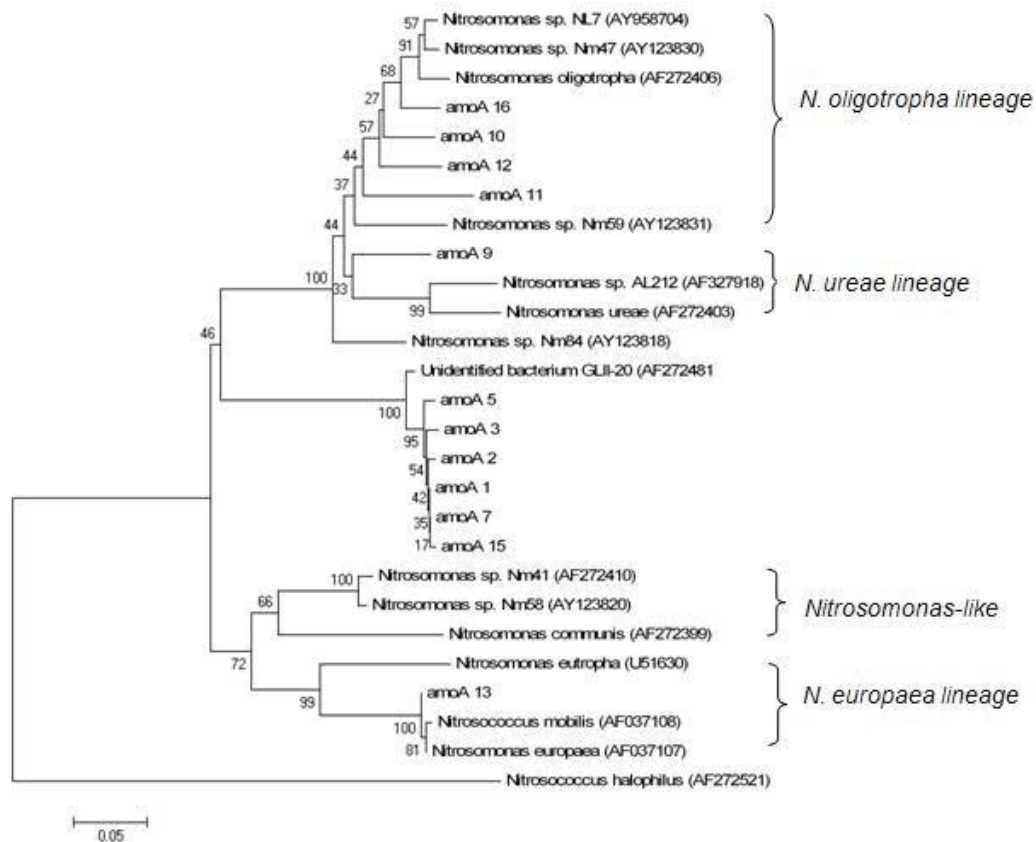 57
Nitrosomonas sp. NL7 (AY958704)
91
Nitrosomonas sp. Nm47 (AY123830)
68
Nitrosomonas oligotropha (AF272406)
N. oligotropha lineage
27
amoA 16
57
amoA 10
44
amoA 12
37
amoA 11
44
Nitrosomonas sp. Nm59 (AY123831)
amoA 9
100
33
Nitrosomonas sp. AL212 (AF327918)
N. ureae lineage
99
Nitrosomonas ureae (AF272403)
46
Nitrosomonas sp. Nm84 (AY123818)
Unidentified bacterium GLII-20 (AF272481
100
amoA 5
95
amoA 3
54
amoA 2
42
amoA 1
35
amoA 7
17
amoA 15
100
Nitrosomonas sp. Nm41 (AF272410)
66
Nitrosomonas sp. Nm58 (AY123820)
Nitrosomonas-like
Nitrosomonas communis (AF272399)
72
Nitrosomonas eutropha (U51630)
99
amoA 13
N. europaea lineage
100
Nitrosococcus mobilis (AF037108)
81
Nitrosomonas europaea (AF037107)
Nitrosococcus halophilus (AF272521)
0.05